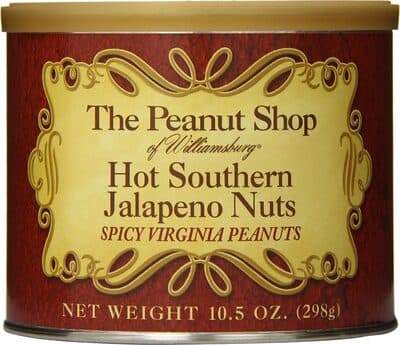 The Peanut Shop
of Williamsburg®
Hot Southern
Jalapeno Nuts
SPICY VIRGINIA PEANUTS
NET WEIGHT 10.5 OZ. (298g)